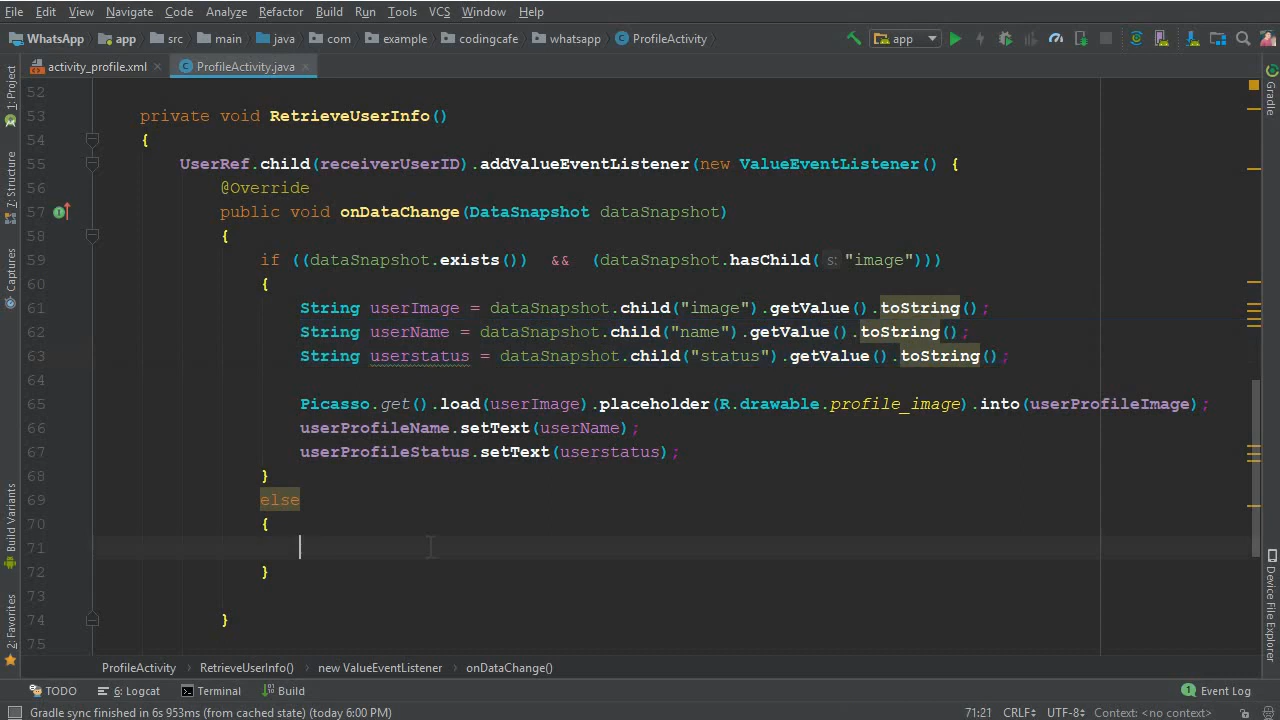 File Edit View Navigate Code Analyze Refactor Build Run Tools VCS Window Help
WhatsApp app src main java com example codingcafe whatsapp ProfileActivity app
activity_profile.xml ProfileActivity.java
1: Project
7: Structure
Captures
Build Variants
2: Favorites
52
53 private void RetrieveUserInfo()
54 {
55 UserRef.child(receiverUserID).addValueEventListener(new ValueEventListener() {
56 @Override
57 public void onDataChange(DataSnapshot dataSnapshot)
58 {
59 if ((dataSnapshot.exists()) && (dataSnapshot.hasChild( s: "image")))
60 {
61 String userImage = dataSnapshot.child("image").getValue().toString();
62 String userName = dataSnapshot.child("name").getValue().toString();
63 String userstatus = dataSnapshot.child("status").getValue().toString();
64
65 Picasso.get().load(userImage).placeholder(R.drawable.profile_image).into(userProfileImage);
66 userProfileName.setText(userName);
67 userProfileStatus.setText(userstatus);
68 }
69 else
70 {
71
72 }
73
74 }
75
Gradle
Device File Explorer
ProfileActivity RetrieveUserInfo() new ValueEventListener onDataChange()
TODO 6: Logcat Terminal Build 1 Event Log
Gradle sync finished in 6s 953ms (from cached state) (today 6:00 PM) 71:21 CRLF UTF-8 Context: <no context>